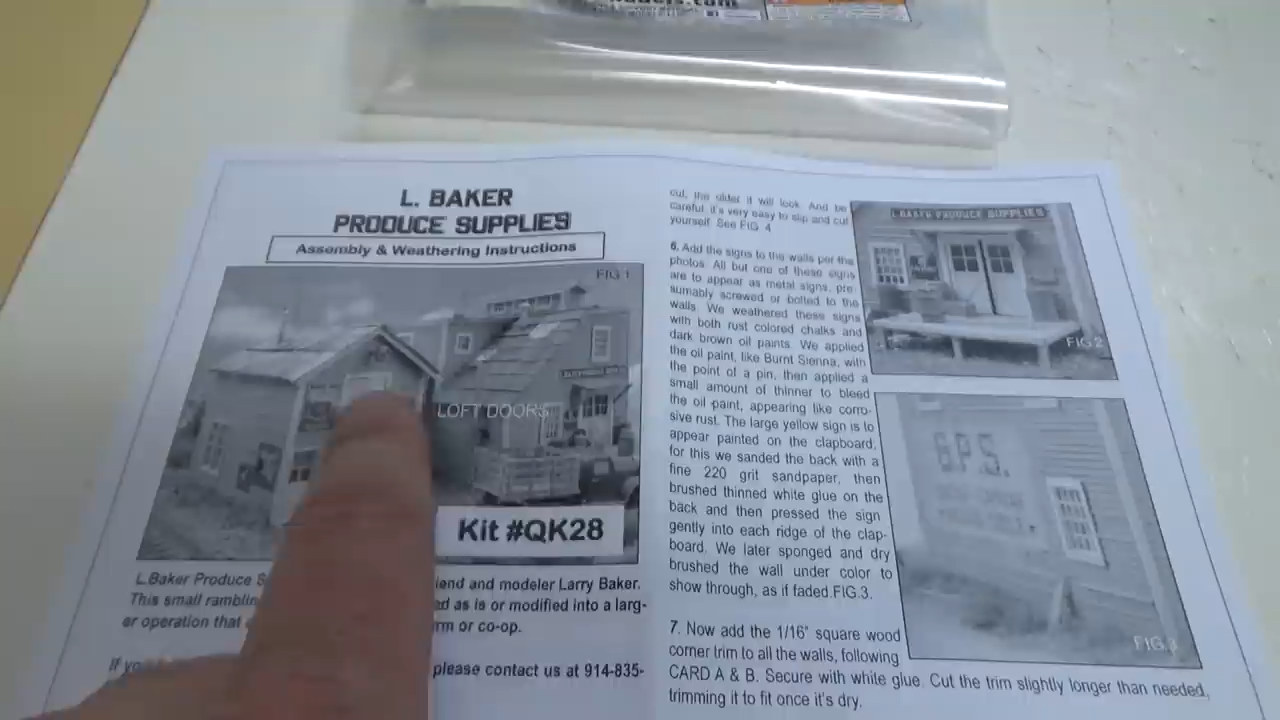 L. BAKER
PRODUCE SUPPLIES
Assembly & Weathering Instructions
FIG 1
LOFT DOORS
Kit #QK28
L.Baker Produce S
iend and modeler Larry Baker.
This small ramblin
ed as is or modified into a larg-
er operation that
rm or co-op.
If yo
please contact us at 914-835-
cut, the older it will look. And be
careful, it's very easy to slip and cut
yourself. See FIG. 4
6. Add the signs to the walls per the
photos. All but one of these signs
are to appear as metal signs, pre-
sumably screwed or bolted to the
walls. We weathered these signs
with both rust colored chalks and
dark brown oil paints. We applied
the oil paint, like Burnt Sienna, with
the point of a pin, then applied a
small amount of thinner to bleed
the oil paint, appearing like corro-
sive rust. The large yellow sign is to
appear painted on the clapboard,
for this we sanded the back with a
fine 220 grit sandpaper, then
brushed thinned white glue on the
back and then pressed the sign
gently into each ridge of the clap-
board. We later sponged and dry
brushed the wall under color to
show through, as if faded.FIG.3.
7. Now add the 1/16" square wood
corner trim to all the walls, following
CARD A & B. Secure with white glue. Cut the trim slightly longer than needed,
trimming it to fit once it's dry.
L.BAKER PRODUCE SUPPLIES
FIG 2
G.P.S.
FIG.3